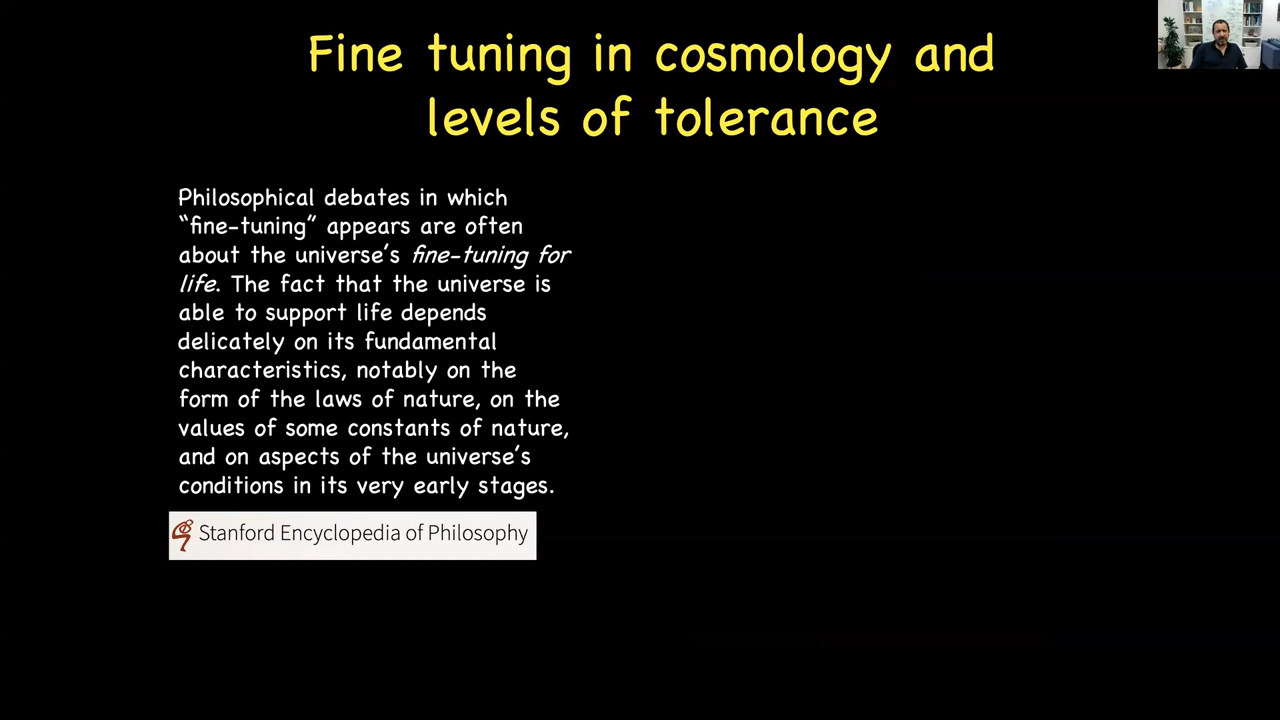 Fine tuning in cosmology and
levels of tolerance
Philosophical debates in which
“fine-tuning” appears are often
about the universe’s fine-tuning for
life. The fact that the universe is
able to support life depends
delicately on its fundamental
characteristics, notably on the
form of the laws of nature, on the
values of some constants of nature,
and on aspects of the universe’s
conditions in its very early stages.
Stanford Encyclopedia of Philosophy